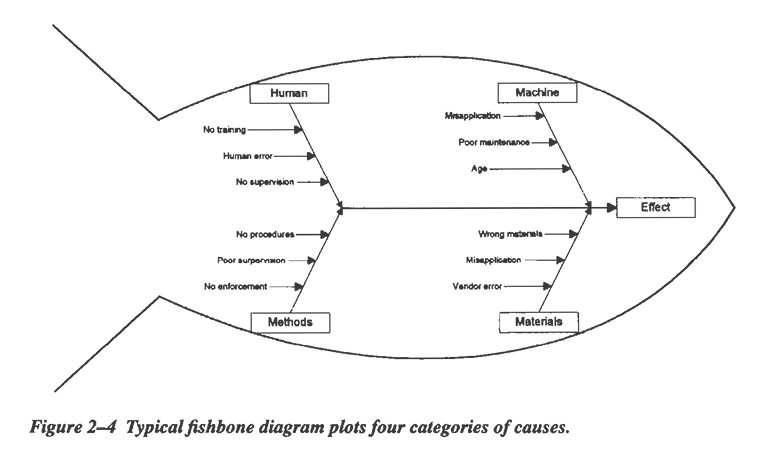 Human
No training
Human error
No supervision
Machine
Misapplication
Poor maintenance
Age
Effect
No procedures
Poor surpervision
No enforcement
Methods
Wrong materials
Misapplication
Vendor error
Materials
Figure 2–4 Typical fishbone diagram plots four categories of causes.